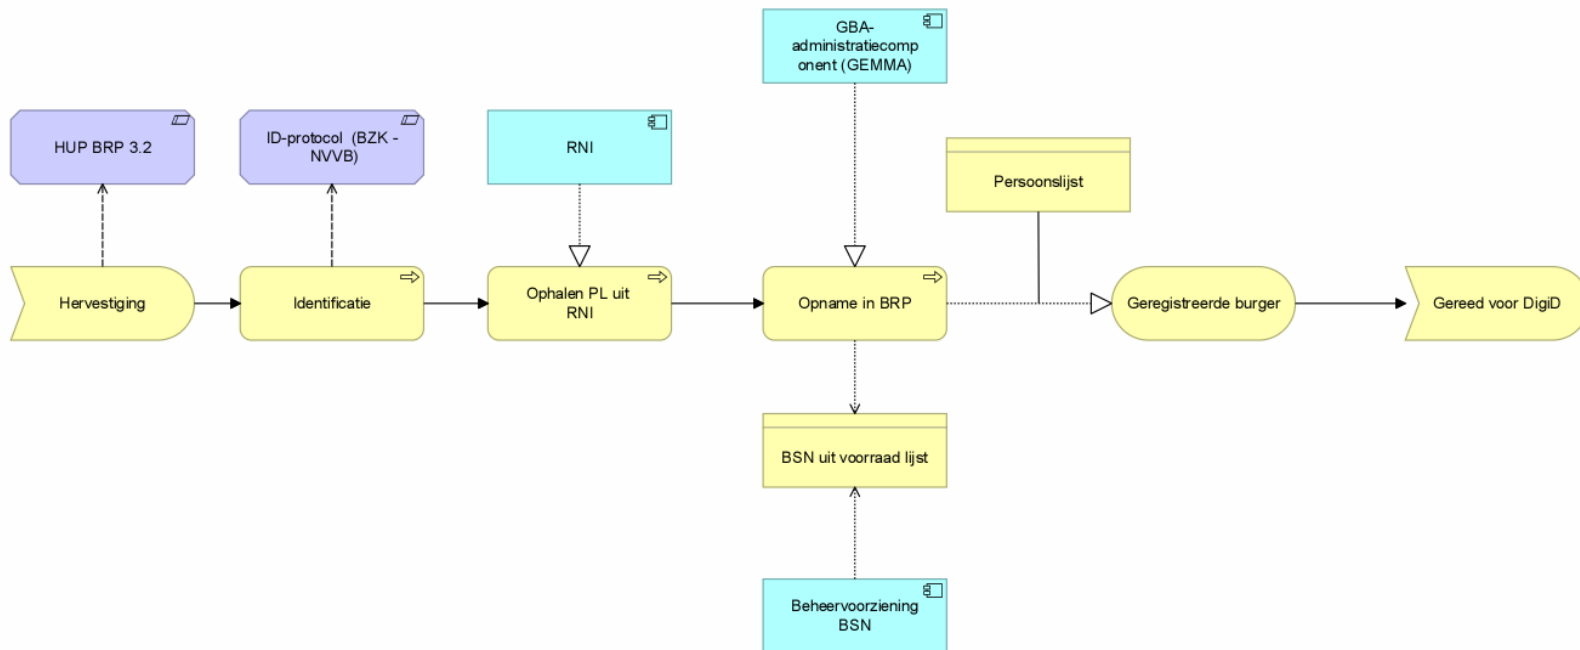 GBA-
administratiecomp
onent (GEMMA)
HUP BRP 3.2
ID-protocol (BZK -
NVVB)
RNI
Persoonslijst
Hervestiging
Identificatie
Ophalen PL uit
RNI
Opname in BRP
Geregistreerde burger
Gereed voor DigiD
BSN uit voorraad lijst
Beheervoorziening
BSN